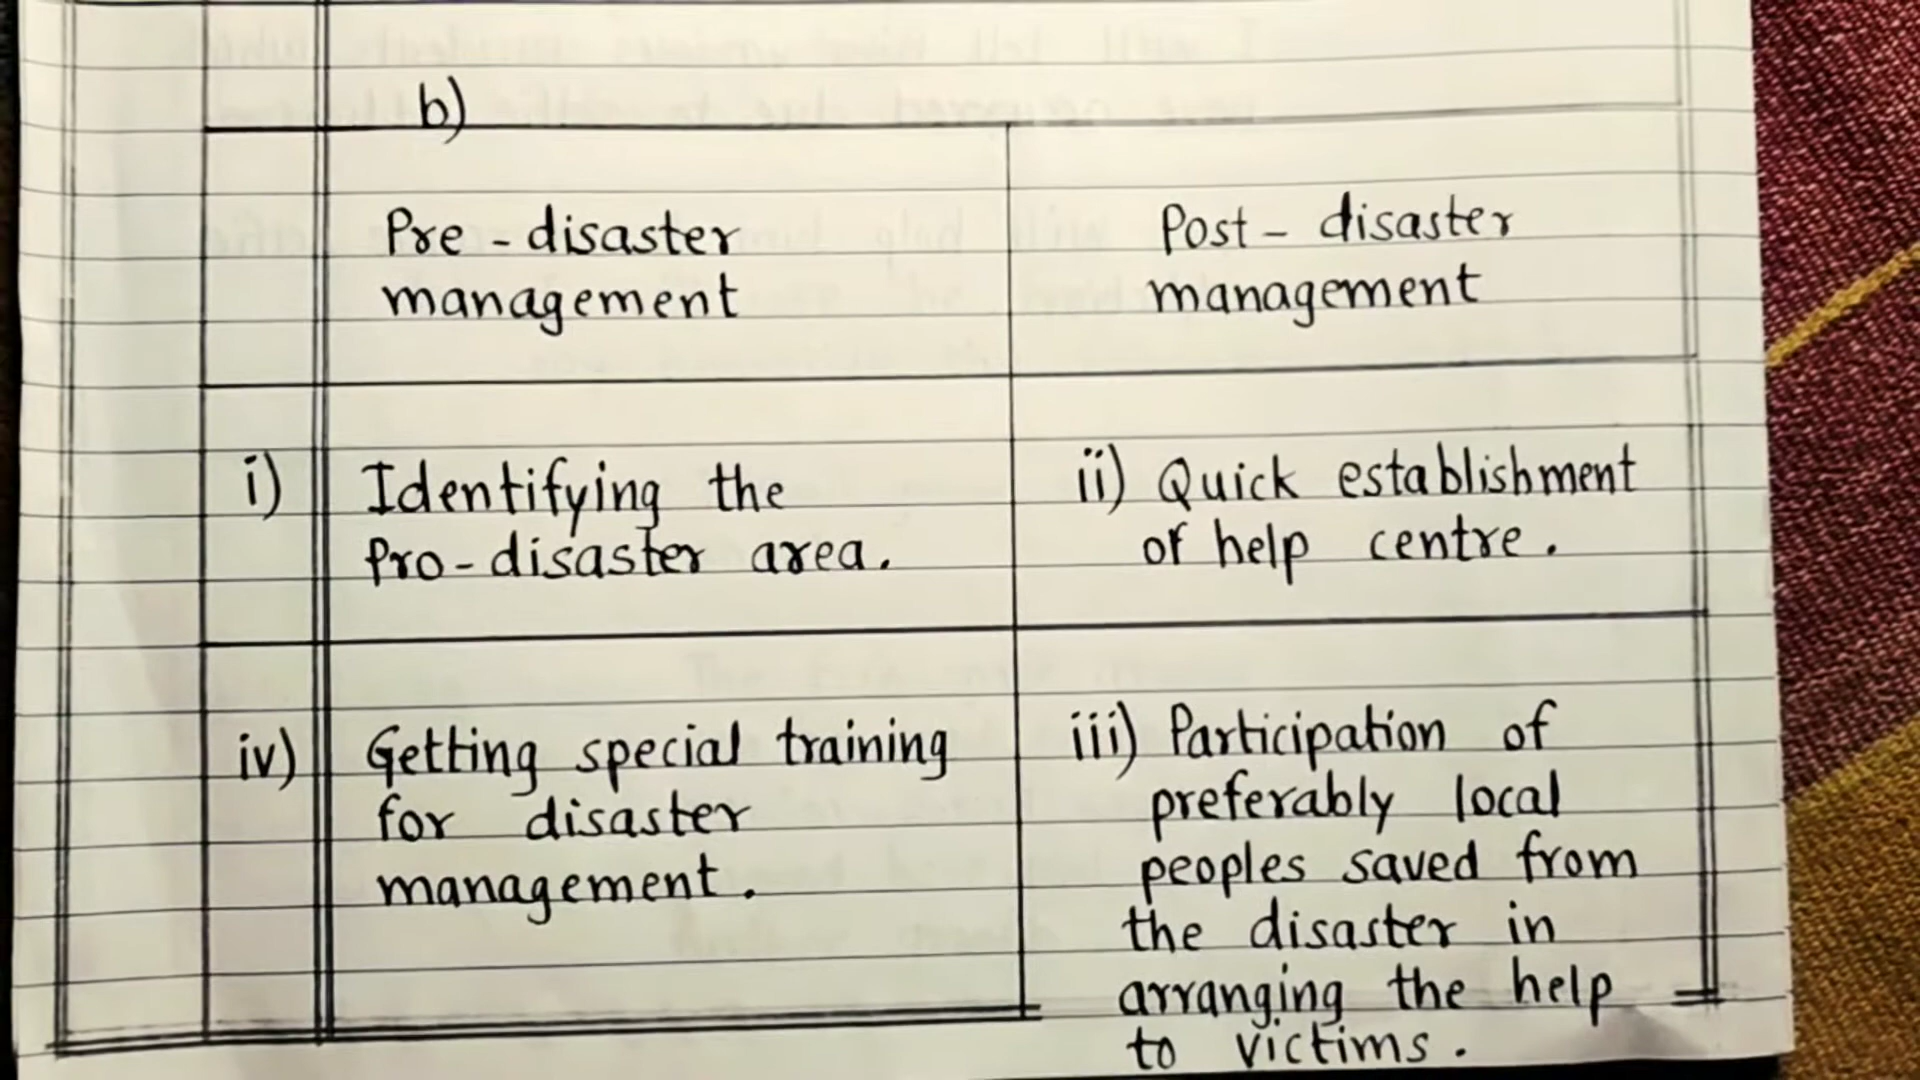 b)
Pre - disaster
management
Post - disaster
management
i) Identifying the
Pro - disaster area.
ii) Quick establishment
of help centre.
iv) Getting special training
for disaster
management.
iii) Participation of
preferably local
peoples saved from
the disaster in
arranging the help
to victims.